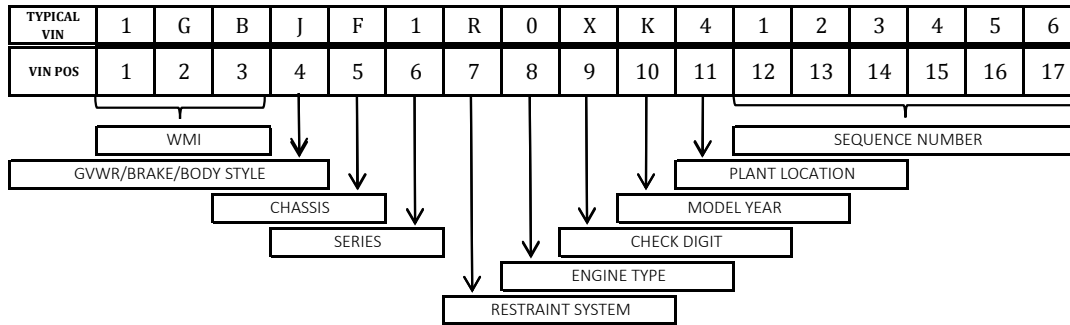 TYPICAL VIN 1 G B J F 1 R 0 X K 4 1 2 3 4 5 6
VIN POS 1 2 3 4 5 6 7 8 9 10 11 12 13 14 15 16 17
WMI SEQUENCE NUMBER
GVWR/BRAKE/BODY STYLE PLANT LOCATION
CHASSIS MODEL YEAR
SERIES CHECK DIGIT
ENGINE TYPE
RESTRAINT SYSTEM